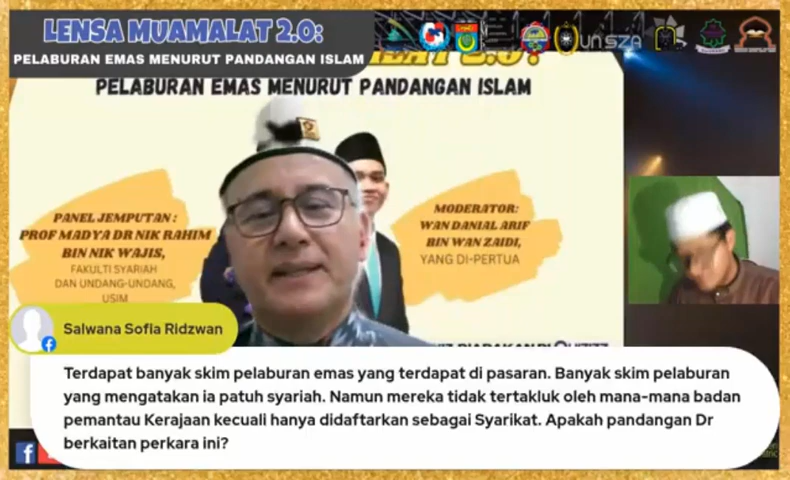 LENSA MUAMALAT 2.0:
PELABURAN EMAS MENURUT PANDANGAN ISLAM
UNSZA
2.0:
PELABURAN EMAS MENURUT PANDANGAN ISLAM
PANEL JEMPUTAN :
PROF MADYA DR NIK RAHIM
BIN NIK WAJIS,
FAKULTI SYARIAH
DAN UNDANG-UNDANG,
USIM
MODERATOR:
WAN DANIAL ARIF
BIN WAN ZAIDI,
YANG DI-PERTUA
Salwana Sofia Ridzwan
Terdapat banyak skim pelaburan emas yang terdapat di pasaran. Banyak skim pelaburan
yang mengatakan ia patuh syariah. Namun mereka tidak tertakluk oleh mana-mana badan
pemantau Kerajaan kecuali hanya didaftarkan sebagai Syarikat. Apakah pandangan Dr
berkaitan perkara ini?